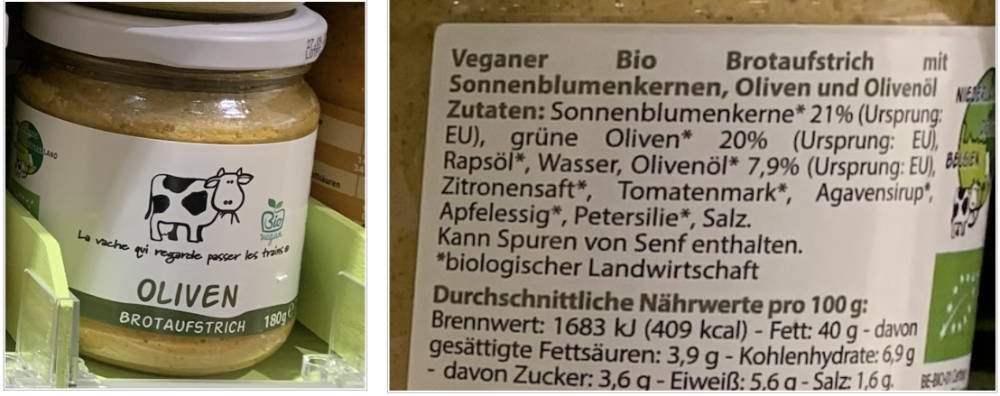 La vache qui regarde passer les trains
Bio
OLIVEN
BROTAUFSTRICH 180g
Veganer Bio Brotaufstrich mit
Sonnenblumenkernen, Oliven und Olivenöl
Zutaten: Sonnenblumenkerne* 21% (Ursprung:
EU), grüne Oliven* 20% (Ursprung: EU),
Rapsöl*, Wasser, Olivenöl* 7,9% (Ursprung: EU),
Zitronensaft*, Tomatenmark*, Agavensirup*,
Apfelessig*, Petersilie*, Salz.
Kann Spuren von Senf enthalten.
*biologischer Landwirtschaft
Durchschnittliche Nährwerte pro 100 g:
Brennwert: 1683 kJ (409 kcal) - Fett: 40 g - davon
gesättigte Fettsäuren: 3,9 g - Kohlenhydrate: 6,9 g
- davon Zucker: 3,6 g - Eiweiß: 5,6 g - Salz: 1,6 g.
BELGIEN